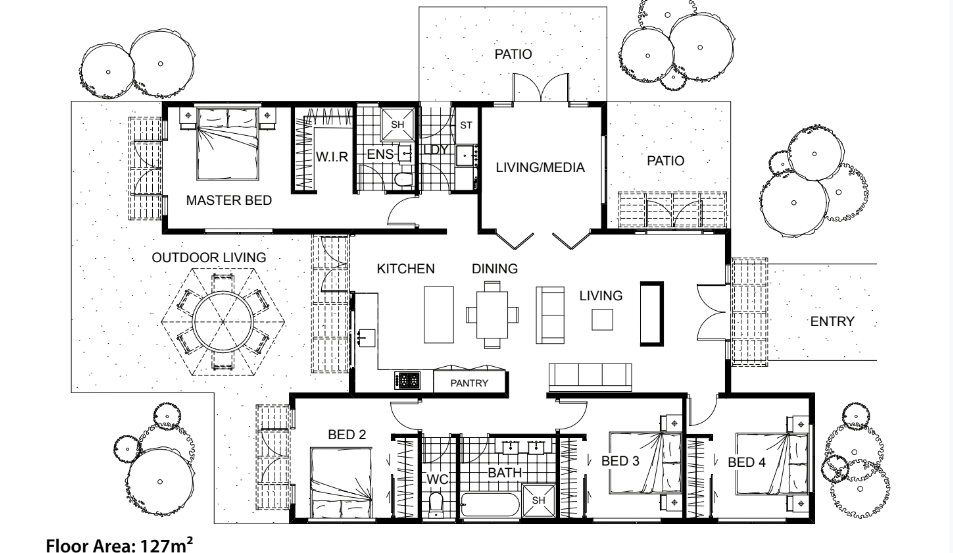 PATIO
SH
ST
ENS
LDY
W.I.R
LIVING/MEDIA
PATIO
MASTER BED
OUTDOOR LIVING
KITCHEN
DINING
LIVING
ENTRY
PANTRY
BED 2
BED 3
BED 4
WC
BATH
SH
Floor Area: 127m²